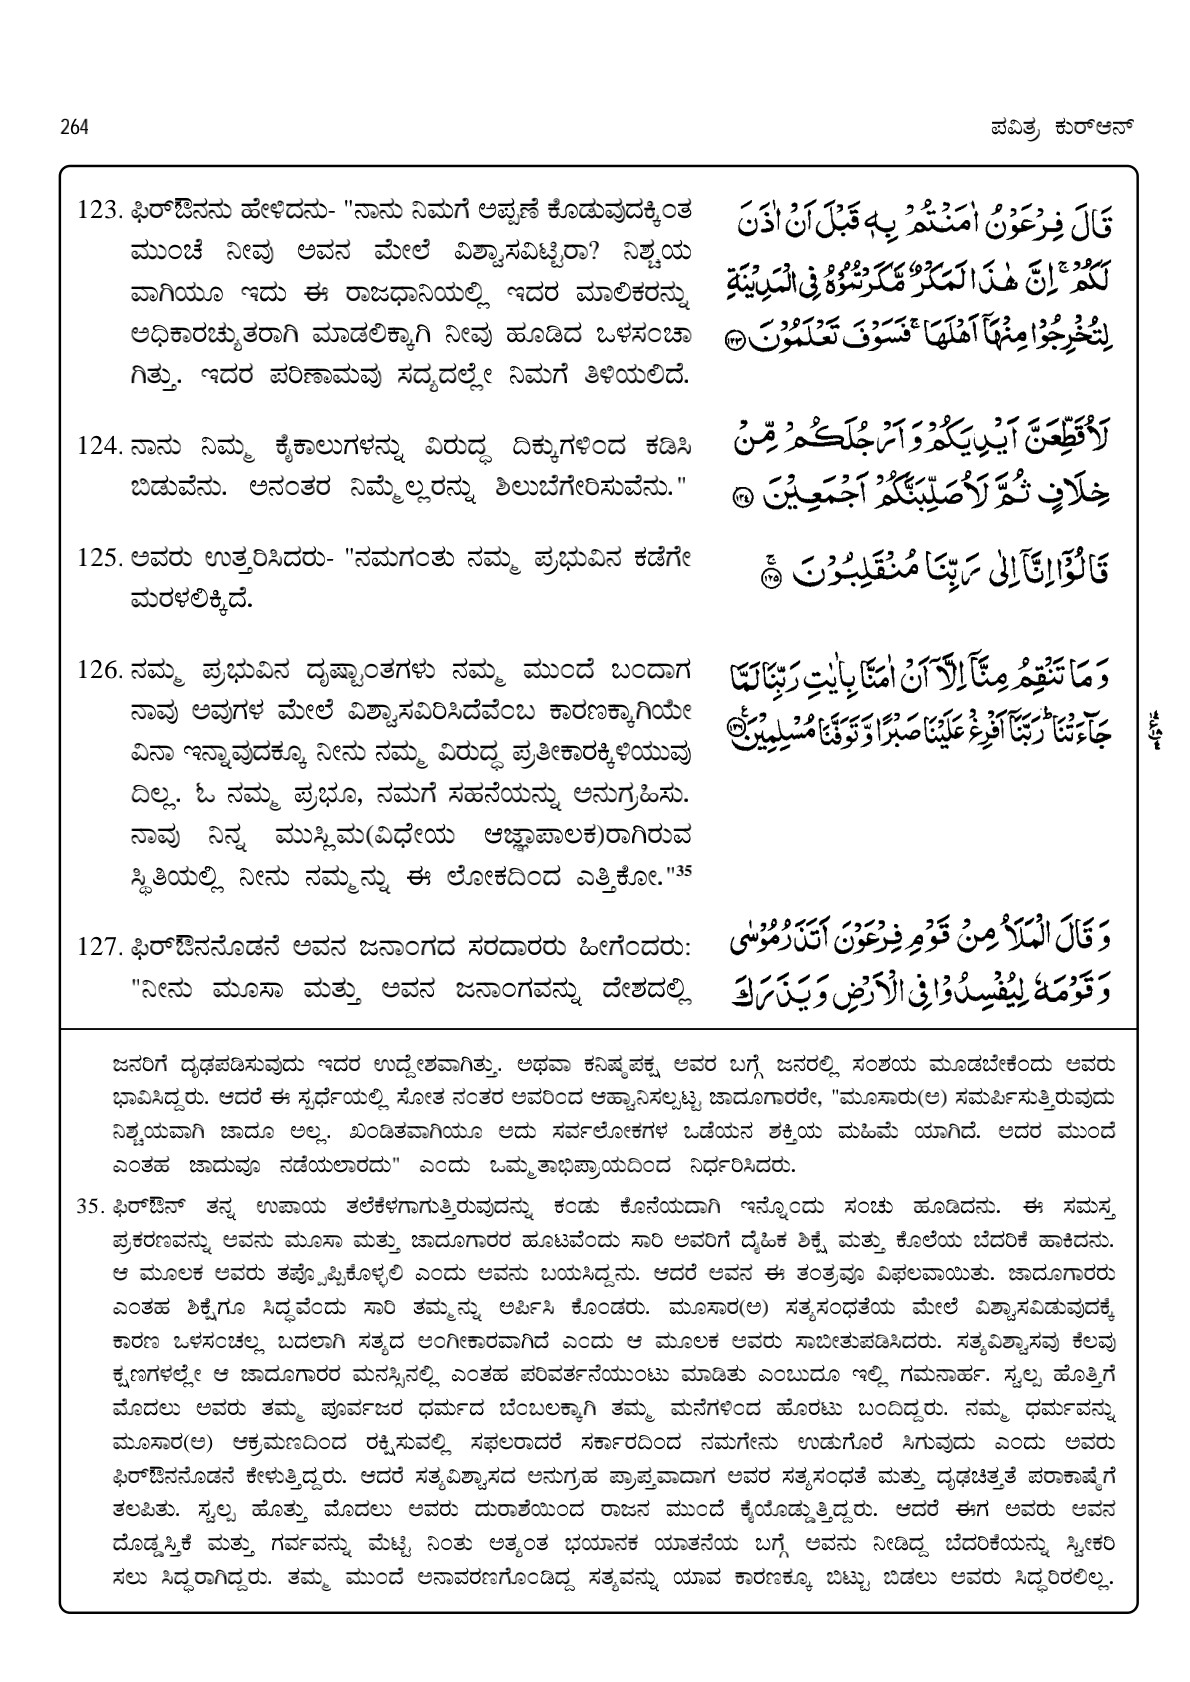 264
ಪವಿತ್ರ ಕುರ್‌ಆನ್
123. ಫಿರ್‌ಔನನು ಹೇಳಿದನು- "ನಾನು ನಿಮಗೆ ಅಪ್ಪಣೆ ಕೊಡುವುದಕ್ಕಿಂತ
ಮುಂಚೆ ನೀವು ಅವನ ಮೇಲೆ ವಿಶ್ವಾಸವಿಟ್ಟಿರಾ? ನಿಶ್ಚಯ
ವಾಗಿಯೂ ಇದು ಈ ರಾಜಧಾನಿಯಲ್ಲಿ ಇದರ ಮಾಲಿಕರನ್ನು
ಅಧಿಕಾರಚ್ಯುತರಾಗಿ ಮಾಡಲಿಕ್ಕಾಗಿ ನೀವು ಹೂಡಿದ ಒಳಸಂಚಾ
ಗಿತ್ತು. ಇದರ ಪರಿಣಾಮವು ಸದ್ಯದಲ್ಲೇ ನಿಮಗೆ ತಿಳಿಯಲಿದೆ.
قَالَ فِرْعَوْنُ اٰمَنْتُمْ بِهٖ قَبْلَ اَنْ اٰذَنَ
لَكُمْ ۚ اِنَّ هٰذَا لَمَكْرٌ مَّكَرْتُمُوْهُ فِي الْمَدِيْنَةِ
لِتُخْرِجُوْا مِنْهَآ اَهْلَهَا ۚ فَسَوْفَ تَعْلَمُوْنَ ۝١٢٣
124. ನಾನು ನಿಮ್ಮ ಕೈಕಾಲುಗಳನ್ನು ವಿರುದ್ಧ ದಿಕ್ಕುಗಳಿಂದ ಕಡಿಸಿ
ಬಿಡುವೆನು. ಅನಂತರ ನಿಮ್ಮೆಲ್ಲರನ್ನು ಶಿಲುಬೆಗೇರಿಸುವೆನು."
لَاُقَطِّعَنَّ اَيْدِيَكُمْ وَاَرْجُلَكُمْ مِّنْ
خِلَافٍ ثُمَّ لَاُصَلِّبَنَّكُمْ اَجْمَعِيْنَ ۝١٢٤
125. ಅವರು ಉತ್ತರಿಸಿದರು- "ನಮಗಂತು ನಮ್ಮ ಪ್ರಭುವಿನ ಕಡೆಗೇ
ಮರಳಲಿಕ್ಕಿದೆ.
قَالُوْٓا اِنَّآ اِلٰى رَبِّنَا مُنْقَلِبُوْنَ ۝١٢٥ ۚ
126. ನಮ್ಮ ಪ್ರಭುವಿನ ದೃಷ್ಟಾಂತಗಳು ನಮ್ಮ ಮುಂದೆ ಬಂದಾಗ
ನಾವು ಅವುಗಳ ಮೇಲೆ ವಿಶ್ವಾಸವಿರಿಸಿದೆವೆಂಬ ಕಾರಣಕ್ಕಾಗಿಯೇ
ವಿನಾ ಇನ್ನಾವುದಕ್ಕೂ ನೀನು ನಮ್ಮ ವಿರುದ್ಧ ಪ್ರತೀಕಾರಕ್ಕಿಳಿಯುವು
ದಿಲ್ಲ. ಓ ನಮ್ಮ ಪ್ರಭೂ, ನಮಗೆ ಸಹನೆಯನ್ನು ಅನುಗ್ರಹಿಸು.
ನಾವು ನಿನ್ನ ಮುಸ್ಲಿಮ(ವಿಧೇಯ ಆಜ್ಞಾಪಾಲಕ)ರಾಗಿರುವ
ಸ್ಥಿತಿಯಲ್ಲಿ ನೀನು ನಮ್ಮನ್ನು ಈ ಲೋಕದಿಂದ ಎತ್ತಿಕೋ."35
وَمَا تَنْقِمُ مِنَّآ اِلَّآ اَنْ اٰمَنَّا بِاٰيٰتِ رَبِّنَا لَمَّا
جَآءَتْنَا ؕ رَبَّنَآ اَفْرِغْ عَلَيْنَا صَبْرًا وَّتَوَفَّنَا مُسْلِمِيْنَ ۝١٢٦
127. ಫಿರ್‌ಔನನೊಡನೆ ಅವನ ಜನಾಂಗದ ಸರದಾರರು ಹೀಗೆಂದರು:
"ನೀನು ಮೂಸಾ ಮತ್ತು ಅವನ ಜನಾಂಗವನ್ನು ದೇಶದಲ್ಲಿ
وَقَالَ الْمَلَاُ مِنْ قَوْمِ فِرْعَوْنَ اَتَذَرُ مُوْسٰى
وَقَوْمَهٗ لِيُفْسِدُوْا فِي الْاَرْضِ وَيَذَرَكَ
ಜನರಿಗೆ ದೃಢಪಡಿಸುವುದು ಇದರ ಉದ್ದೇಶವಾಗಿತ್ತು. ಅಥವಾ ಕನಿಷ್ಠಪಕ್ಷ ಅವರ ಬಗ್ಗೆ ಜನರಲ್ಲಿ ಸಂಶಯ ಮೂಡಬೇಕೆಂದು ಅವರು
ಭಾವಿಸಿದ್ದರು. ಆದರೆ ಈ ಸ್ಪರ್ಧೆಯಲ್ಲಿ ಸೋತ ನಂತರ ಅವರಿಂದ ಆಹ್ವಾನಿಸಲ್ಪಟ್ಟ ಜಾದೂಗಾರರೇ, "ಮೂಸಾರು(ಅ) ಸಮರ್ಪಿಸುತ್ತಿರುವುದು
ನಿಶ್ಚಯವಾಗಿ ಜಾದೂ ಅಲ್ಲ. ಖಂಡಿತವಾಗಿಯೂ ಅದು ಸರ್ವಲೋಕಗಳ ಒಡೆಯನ ಶಕ್ತಿಯ ಮಹಿಮೆ ಯಾಗಿದೆ. ಅದರ ಮುಂದೆ
ಎಂತಹ ಜಾದುವೂ ನಡೆಯಲಾರದು" ಎಂದು ಒಮ್ಮತಾಭಿಪ್ರಾಯದಿಂದ ನಿರ್ಧರಿಸಿದರು.
35. ಫಿರ್‌ಔನ್ ತನ್ನ ಉಪಾಯ ತಲೆಕೆಳಗಾಗುತ್ತಿರುವುದನ್ನು ಕಂಡು ಕೊನೆಯದಾಗಿ ಇನ್ನೊಂದು ಸಂಚು ಹೂಡಿದನು. ಈ ಸಮಸ್ತ
ಪ್ರಕರಣವನ್ನು ಅವನು ಮೂಸಾ ಮತ್ತು ಜಾದೂಗಾರರ ಹೂಟವೆಂದು ಸಾರಿ ಅವರಿಗೆ ದೈಹಿಕ ಶಿಕ್ಷೆ ಮತ್ತು ಕೊಲೆಯ ಬೆದರಿಕೆ ಹಾಕಿದನು.
ಆ ಮೂಲಕ ಅವರು ತಪ್ಪೊಪ್ಪಿಕೊಳ್ಳಲಿ ಎಂದು ಅವನು ಬಯಸಿದ್ದನು. ಆದರೆ ಅವನ ಈ ತಂತ್ರವೂ ವಿಫಲವಾಯಿತು. ಜಾದೂಗಾರರು
ಎಂತಹ ಶಿಕ್ಷೆಗೂ ಸಿದ್ಧವೆಂದು ಸಾರಿ ತಮ್ಮನ್ನು ಅರ್ಪಿಸಿ ಕೊಂಡರು. ಮೂಸಾರ(ಅ) ಸತ್ಯಸಂಧತೆಯ ಮೇಲೆ ವಿಶ್ವಾಸವಿಡುವುದಕ್ಕೆ
ಕಾರಣ ಒಳಸಂಚಲ್ಲ ಬದಲಾಗಿ ಸತ್ಯದ ಅಂಗೀಕಾರವಾಗಿದೆ ಎಂದು ಆ ಮೂಲಕ ಅವರು ಸಾಬೀತುಪಡಿಸಿದರು. ಸತ್ಯವಿಶ್ವಾಸವು ಕೆಲವು
ಕ್ಷಣಗಳಲ್ಲೇ ಆ ಜಾದೂಗಾರರ ಮನಸ್ಸಿನಲ್ಲಿ ಎಂತಹ ಪರಿವರ್ತನೆಯುಂಟು ಮಾಡಿತು ಎಂಬುದೂ ಇಲ್ಲಿ ಗಮನಾರ್ಹ. ಸ್ವಲ್ಪ ಹೊತ್ತಿಗೆ
ಮೊದಲು ಅವರು ತಮ್ಮ ಪೂರ್ವಜರ ಧರ್ಮದ ಬೆಂಬಲಕ್ಕಾಗಿ ತಮ್ಮ ಮನೆಗಳಿಂದ ಹೊರಟು ಬಂದಿದ್ದರು. ನಮ್ಮ ಧರ್ಮವನ್ನು
ಮೂಸಾರ(ಅ) ಆಕ್ರಮಣದಿಂದ ರಕ್ಷಿಸುವಲ್ಲಿ ಸಫಲರಾದರೆ ಸರ್ಕಾರದಿಂದ ನಮಗೇನು ಉಡುಗೊರೆ ಸಿಗುವುದು ಎಂದು ಅವರು
ಫಿರ್‌ಔನನೊಡನೆ ಕೇಳುತ್ತಿದ್ದರು. ಆದರೆ ಸತ್ಯವಿಶ್ವಾಸದ ಅನುಗ್ರಹ ಪ್ರಾಪ್ತವಾದಾಗ ಅವರ ಸತ್ಯಸಂಧತೆ ಮತ್ತು ದೃಢಚಿತ್ತತೆ ಪರಾಕಾಷ್ಠೆಗೆ
ತಲಪಿತು. ಸ್ವಲ್ಪ ಹೊತ್ತು ಮೊದಲು ಅವರು ದುರಾಶೆಯಿಂದ ರಾಜನ ಮುಂದೆ ಕೈಯೊಡ್ಡುತ್ತಿದ್ದರು. ಆದರೆ ಈಗ ಅವರು ಅವನ
ದೊಡ್ಡಸ್ತಿಕೆ ಮತ್ತು ಗರ್ವವನ್ನು ಮೆಟ್ಟಿ ನಿಂತು ಅತ್ಯಂತ ಭಯಾನಕ ಯಾತನೆಯ ಬಗ್ಗೆ ಅವನು ನೀಡಿದ್ದ ಬೆದರಿಕೆಯನ್ನು ಸ್ವೀಕರಿ
ಸಲು ಸಿದ್ಧರಾಗಿದ್ದರು. ತಮ್ಮ ಮುಂದೆ ಅನಾವರಣಗೊಂಡಿದ್ದ ಸತ್ಯವನ್ನು ಯಾವ ಕಾರಣಕ್ಕೂ ಬಿಟ್ಟು ಬಿಡಲು ಅವರು ಸಿದ್ಧರಿರಲಿಲ್ಲ.